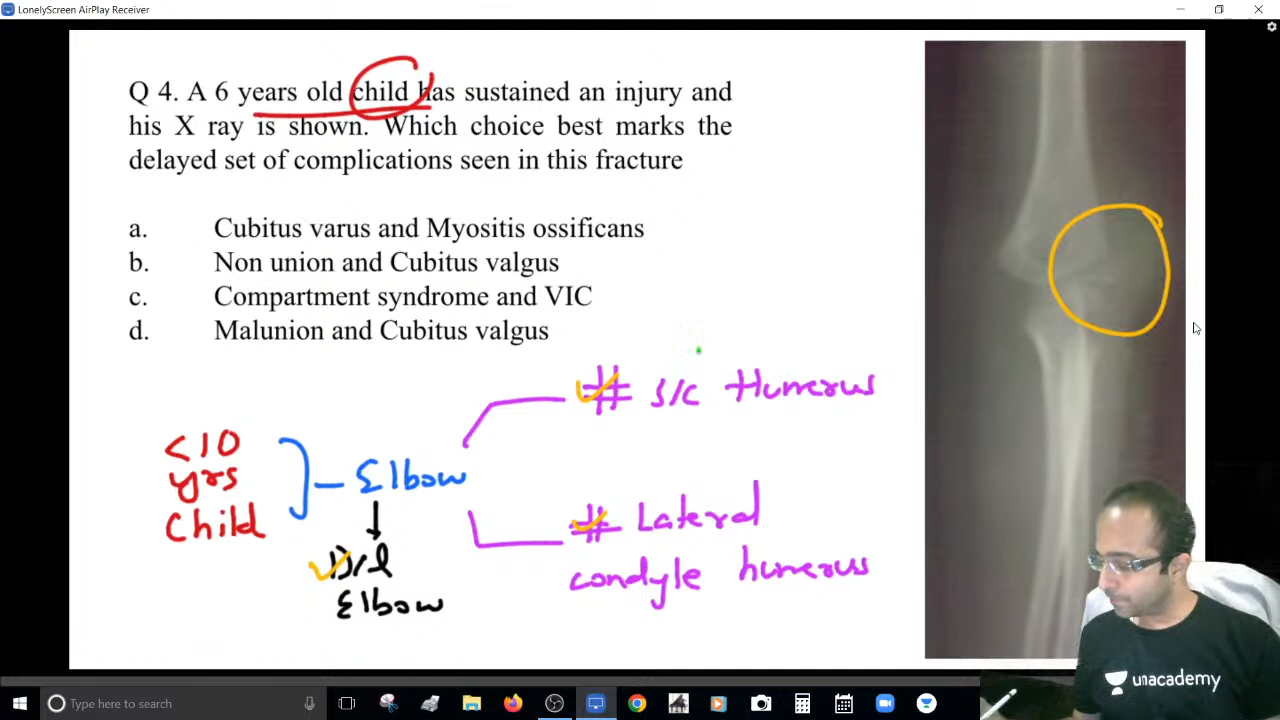 LonelyScreen AirPlay Receiver
Q 4. A 6 years old child has sustained an injury and
his X ray is shown. Which choice best marks the
delayed set of complications seen in this fracture
a. Cubitus varus and Myositis ossificans
b. Non union and Cubitus valgus
c. Compartment syndrome and VIC
d. Malunion and Cubitus valgus
# S/C Humerus
<10
yrs
Child
Elbow
# Lateral
condyle humerus
D/l
Elbow
unacademy
Type here to search